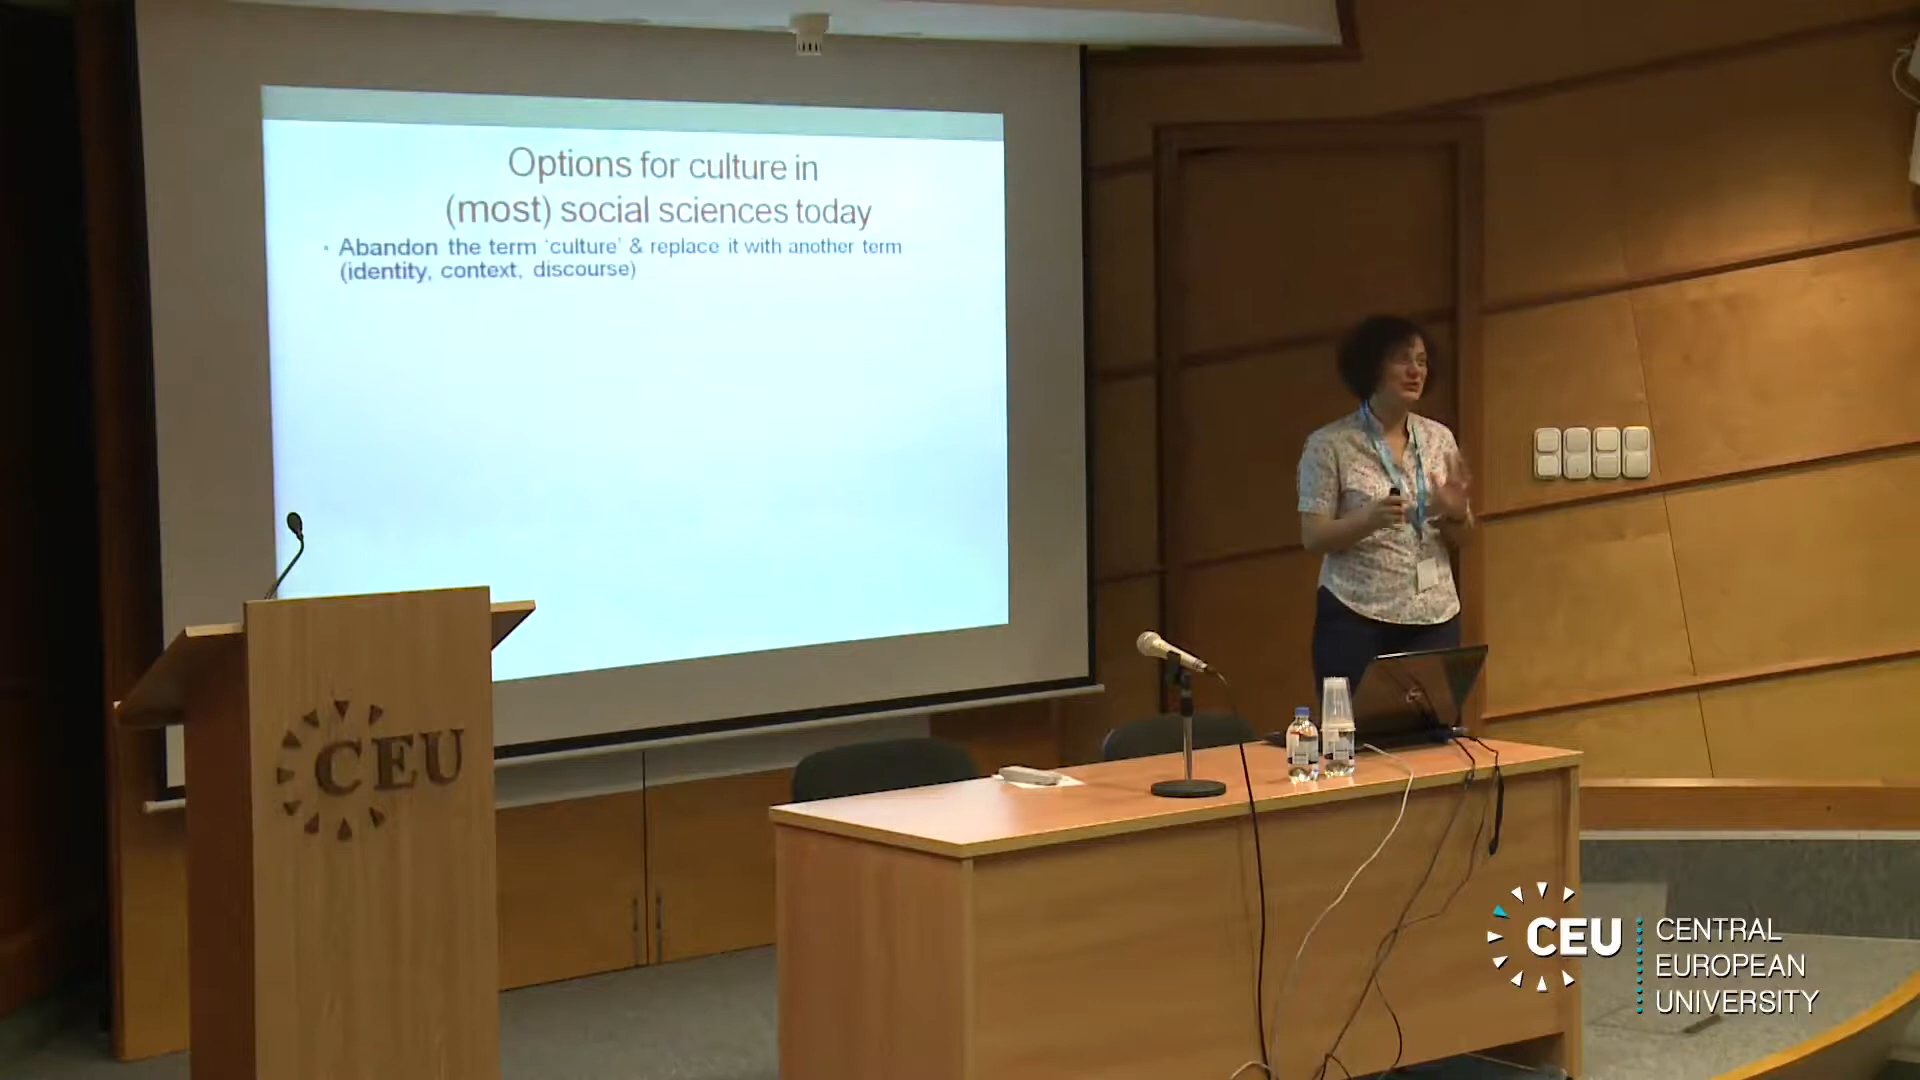 Options for culture in
(most) social sciences today
• Abandon the term 'culture' & replace it with another term
(identity, context, discourse)
CEU
CEU
CENTRAL
EUROPEAN
UNIVERSITY